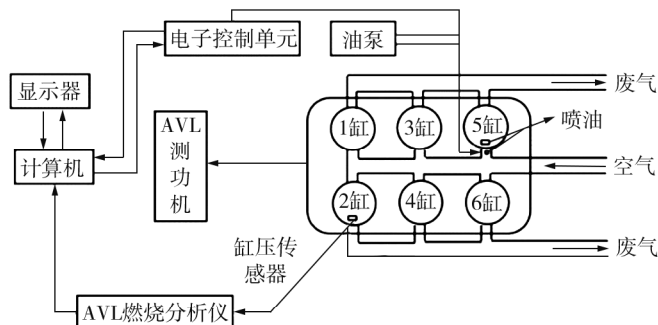 电子控制单元
油泵
废气
显示器
AVL
测
功
机
1缸
3缸
5缸
喷油
计算机
空气
2缸
4缸
6缸
缸压传
感器
废气
AVL燃烧分析仪